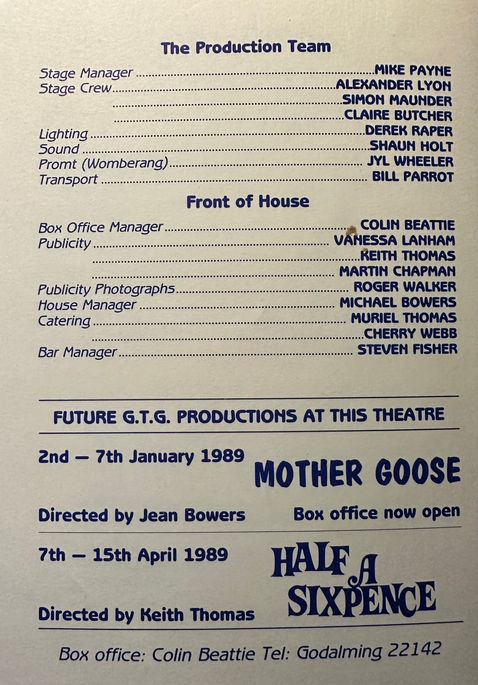 The Production Team
Stage Manager ........ MIKE PAYNE
Stage Crew ........ ALEXANDER LYON
........ SIMON MAUNDER
........ CLAIRE BUTCHER
Lighting ........ DEREK RAPER
Sound ........ SHAUN HOLT
Promt (Womberang) ........ JYL WHEELER
Transport ........ BILL PARROT
Front of House
Box Office Manager ........ COLIN BEATTIE
Publicity ........ VANESSA LANHAM
........ KEITH THOMAS
........ MARTIN CHAPMAN
Publicity Photographs ........ ROGER WALKER
House Manager ........ MICHAEL BOWERS
Catering ........ MURIEL THOMAS
........ CHERRY WEBB
Bar Manager ........ STEVEN FISHER
FUTURE G.T.G. PRODUCTIONS AT THIS THEATRE
2nd — 7th January 1989
MOTHER GOOSE
Directed by Jean Bowers Box office now open
7th — 15th April 1989
HALF A
SIXPENCE
Directed by Keith Thomas
Box office: Colin Beattie Tel: Godalming 22142